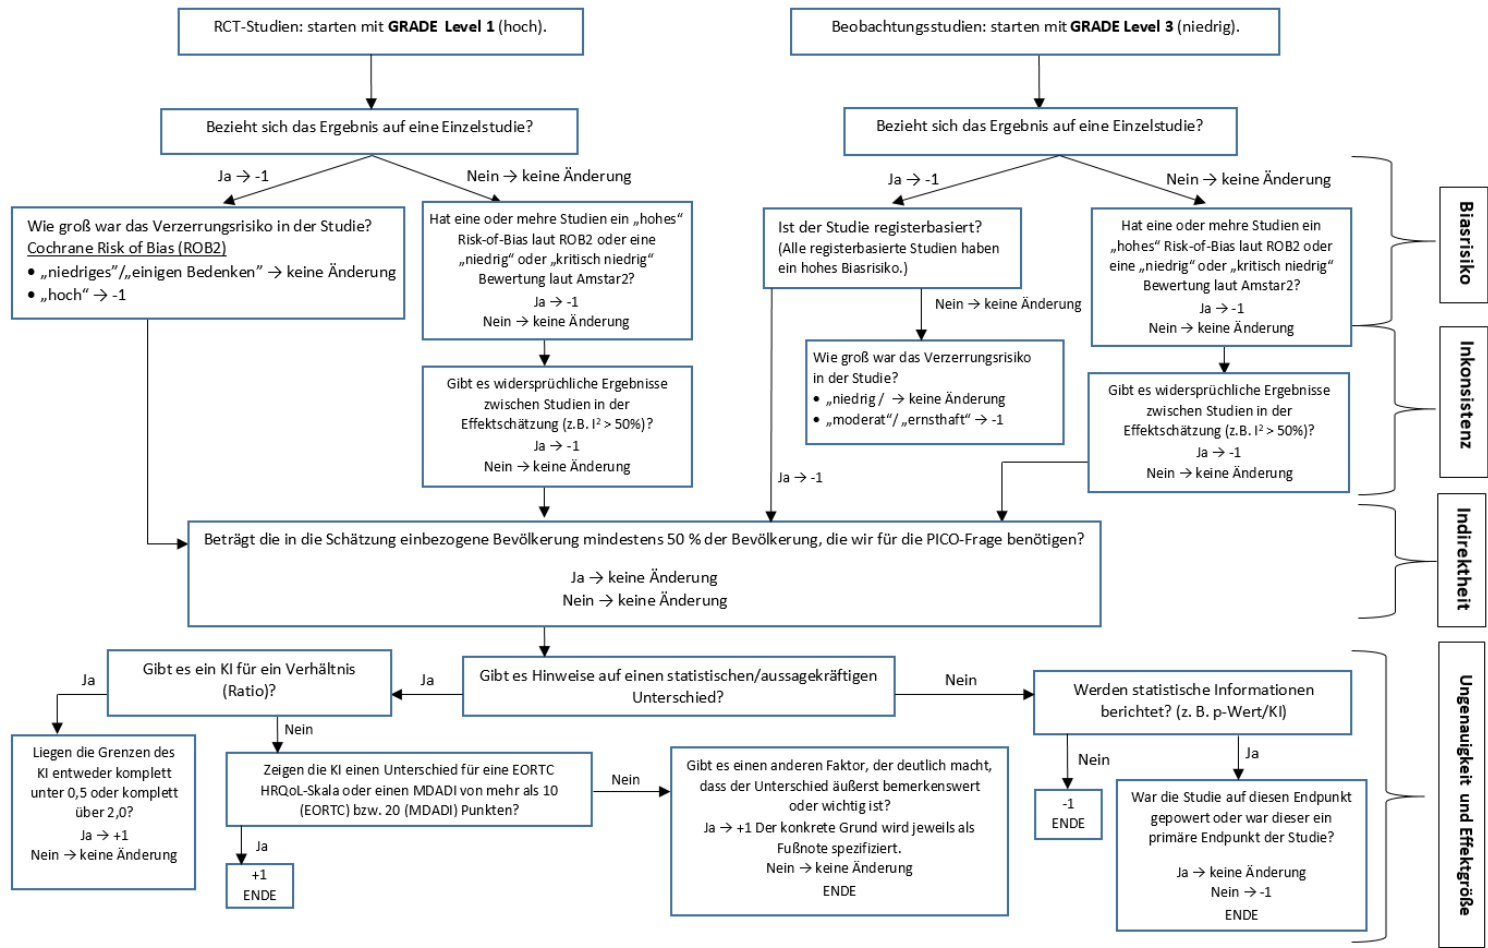 RCT-Studien: starten mit GRADE Level 1 (hoch).
Beobachtungsstudien: starten mit GRADE Level 3 (niedrig).
Bezieht sich das Ergebnis auf eine Einzelstudie?
Bezieht sich das Ergebnis auf eine Einzelstudie?
Ja → -1
Nein → keine Änderung
Ja → -1
Nein → keine Änderung
Wie groß war das Verzerrungsrisiko in der Studie?
Cochrane Risk of Bias (ROB2)
• „niedriges”/„einigen Bedenken” → keine Änderung
• „hoch“ → -1
Hat eine oder mehre Studien ein „hohes“
Risk-of-Bias laut ROB2 oder eine
„niedrig“ oder „kritisch niedrig“
Bewertung laut Amstar2?
Ja → -1
Nein → keine Änderung
Ist der Studie registerbasiert?
(Alle registerbasierte Studien haben
ein hohes Biasrisiko.)
Hat eine oder mehre Studien ein
„hohes“ Risk-of-Bias laut ROB2 oder
eine „niedrig“ oder „kritisch niedrig“
Bewertung laut Amstar2?
Ja → -1
Nein → keine Änderung
Biasrisiko
Nein → keine Änderung
Gibt es widersprüchliche Ergebnisse
zwischen Studien in der
Effektschätzung (z.B. I² > 50%)?
Ja → -1
Nein → keine Änderung
Wie groß war das Verzerrungsrisiko
in der Studie?
• „niedrig / → keine Änderung
• „moderat“/ „ernsthaft“ → -1
Gibt es widersprüchliche Ergebnisse
zwischen Studien in der
Effektschätzung (z.B. I² > 50%)?
Ja → -1
Nein → keine Änderung
Inkonsistenz
Ja → -1
Beträgt die in die Schätzung einbezogene Bevölkerung mindestens 50 % der Bevölkerung, die wir für die PICO-Frage benötigen?
Ja → keine Änderung
Nein → keine Änderung
Indirektheit
Gibt es ein KI für ein Verhältnis
(Ratio)?
Ja
Gibt es Hinweise auf einen statistischen/aussagekräftigen
Unterschied?
Nein
Werden statistische Informationen
berichtet? (z. B. p-Wert/KI)
Ja
Nein
Liegen die Grenzen des
KI entweder komplett
unter 0,5 oder komplett
über 2,0?
Ja → +1
Nein → keine Änderung
Zeigen die KI einen Unterschied für eine EORTC
HRQoL-Skala oder einen MDADI von mehr als 10
(EORTC) bzw. 20 (MDADI) Punkten?
Nein
Ja
+1
ENDE
Gibt es einen anderen Faktor, der deutlich macht,
dass der Unterschied äußerst bemerkenswert
oder wichtig ist?
Ja → +1 Der konkrete Grund wird jeweils als
Fußnote spezifiziert.
Nein → keine Änderung
ENDE
Nein
-1
ENDE
Ja
War die Studie auf diesen Endpunkt
gepowert oder war dieser ein
primäre Endpunkt der Studie?
Ja → keine Änderung
Nein → -1
ENDE
Ungenauigkeit und Effektgröße